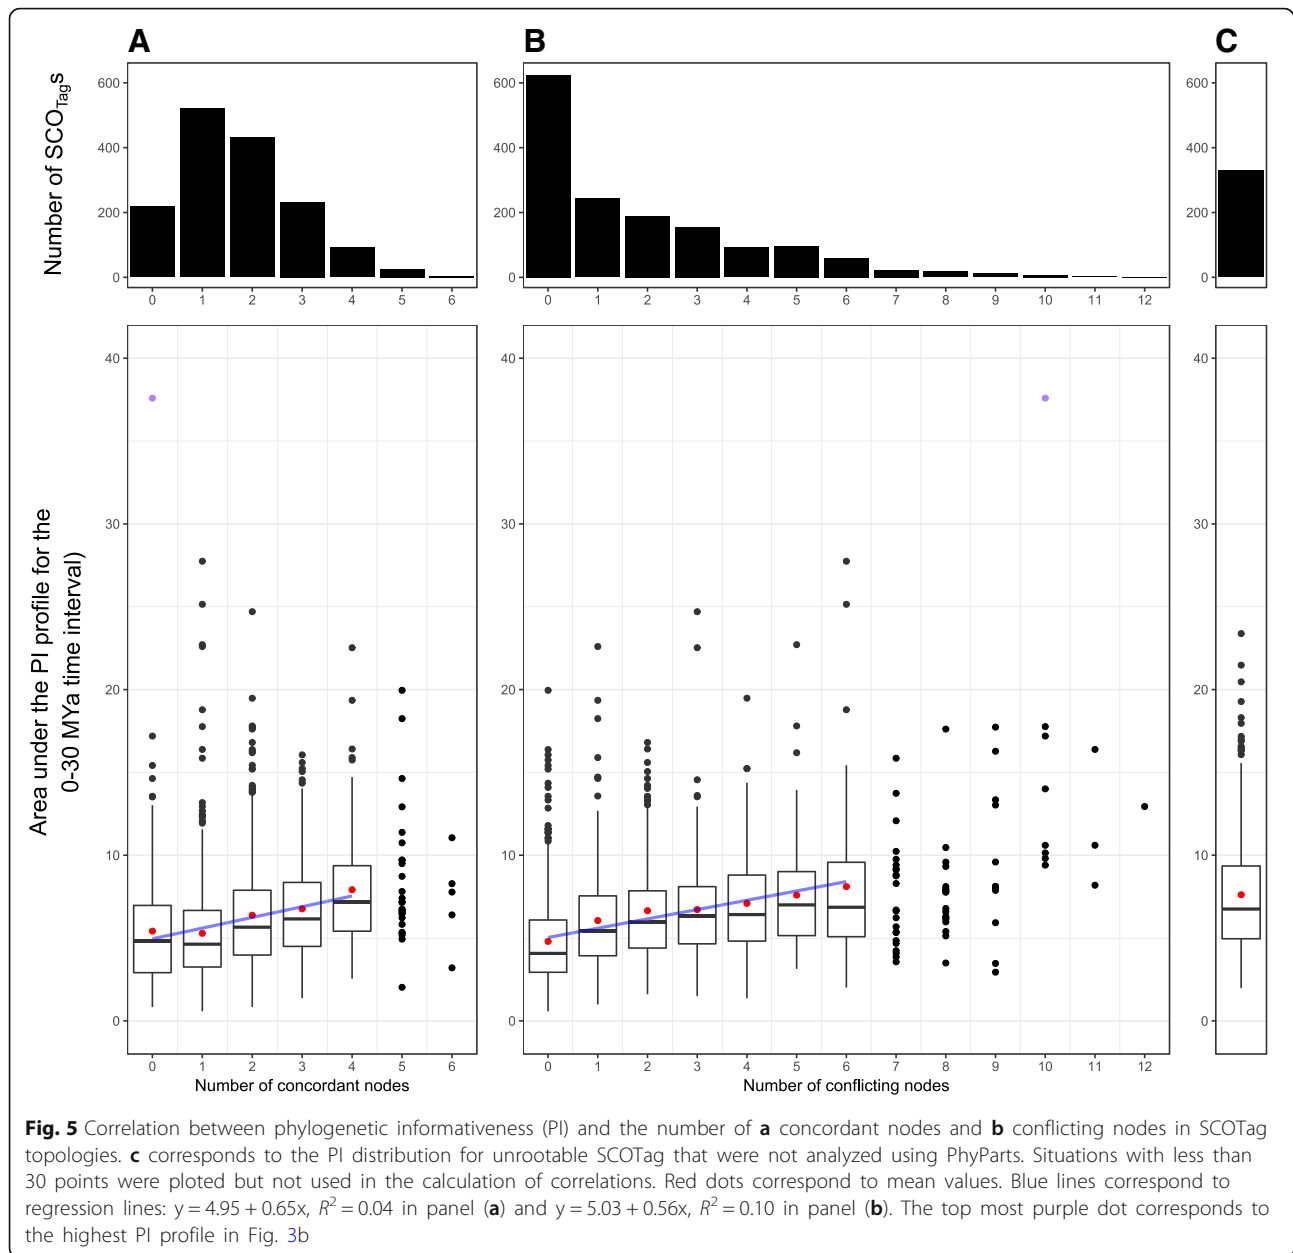 A
B
C
Number of SCOTagS
600
400
200
0
0 1 2 3 4 5 6
600
400
200
0
0 1 2 3 4 5 6 7 8 9 10 11 12
600
400
200
0
Area under the PI profile for the
0-30 MYa time interval)
40
30
20
10
0
0 1 2 3 4 5 6
Number of concordant nodes
40
30
20
10
0
0 1 2 3 4 5 6 7 8 9 10 11 12
Number of conflicting nodes
40
30
20
10
0
Fig. 5 Correlation between phylogenetic informativeness (PI) and the number of a concordant nodes and b conflicting nodes in SCOTag
topologies. c corresponds to the PI distribution for unrootable SCOTag that were not analyzed using PhyParts. Situations with less than
30 points were ploted but not used in the calculation of correlations. Red dots correspond to mean values. Blue lines correspond to
regression lines: y = 4.95 + 0.65x, R² = 0.04 in panel (a) and y = 5.03 + 0.56x, R² = 0.10 in panel (b). The top most purple dot corresponds to
the highest PI profile in Fig. 3b